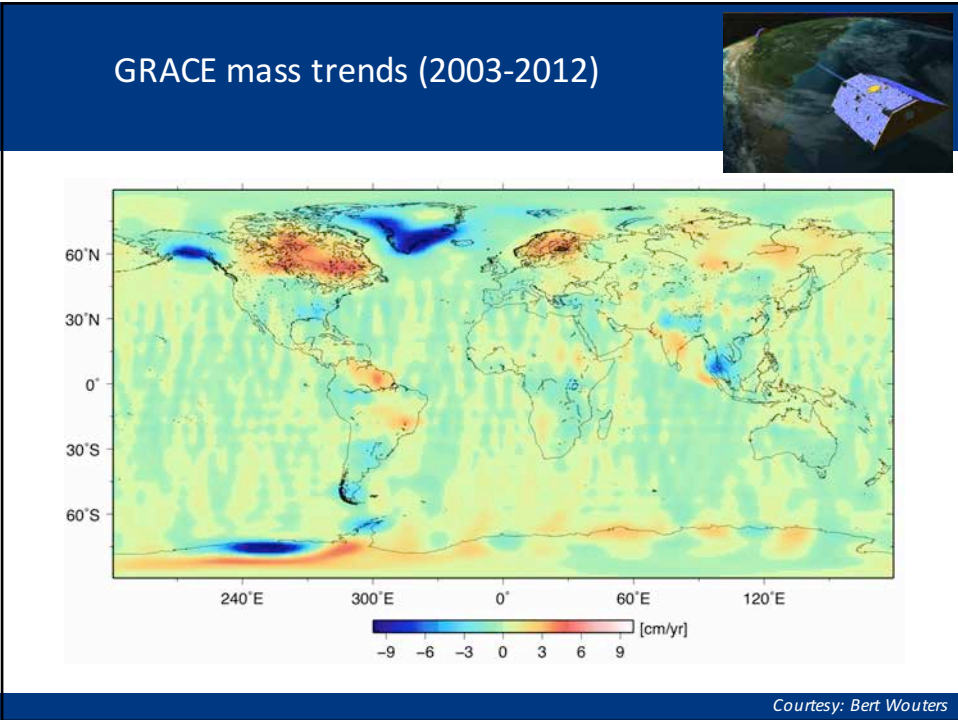 GRACE mass trends (2003-2012)
60°N
30°N
0°
30°S
60°S
240°E 300°E 0° 60°E 120°E
[cm/yr]
−9 −6 −3 0 3 6 9
Courtesy: Bert Wouters